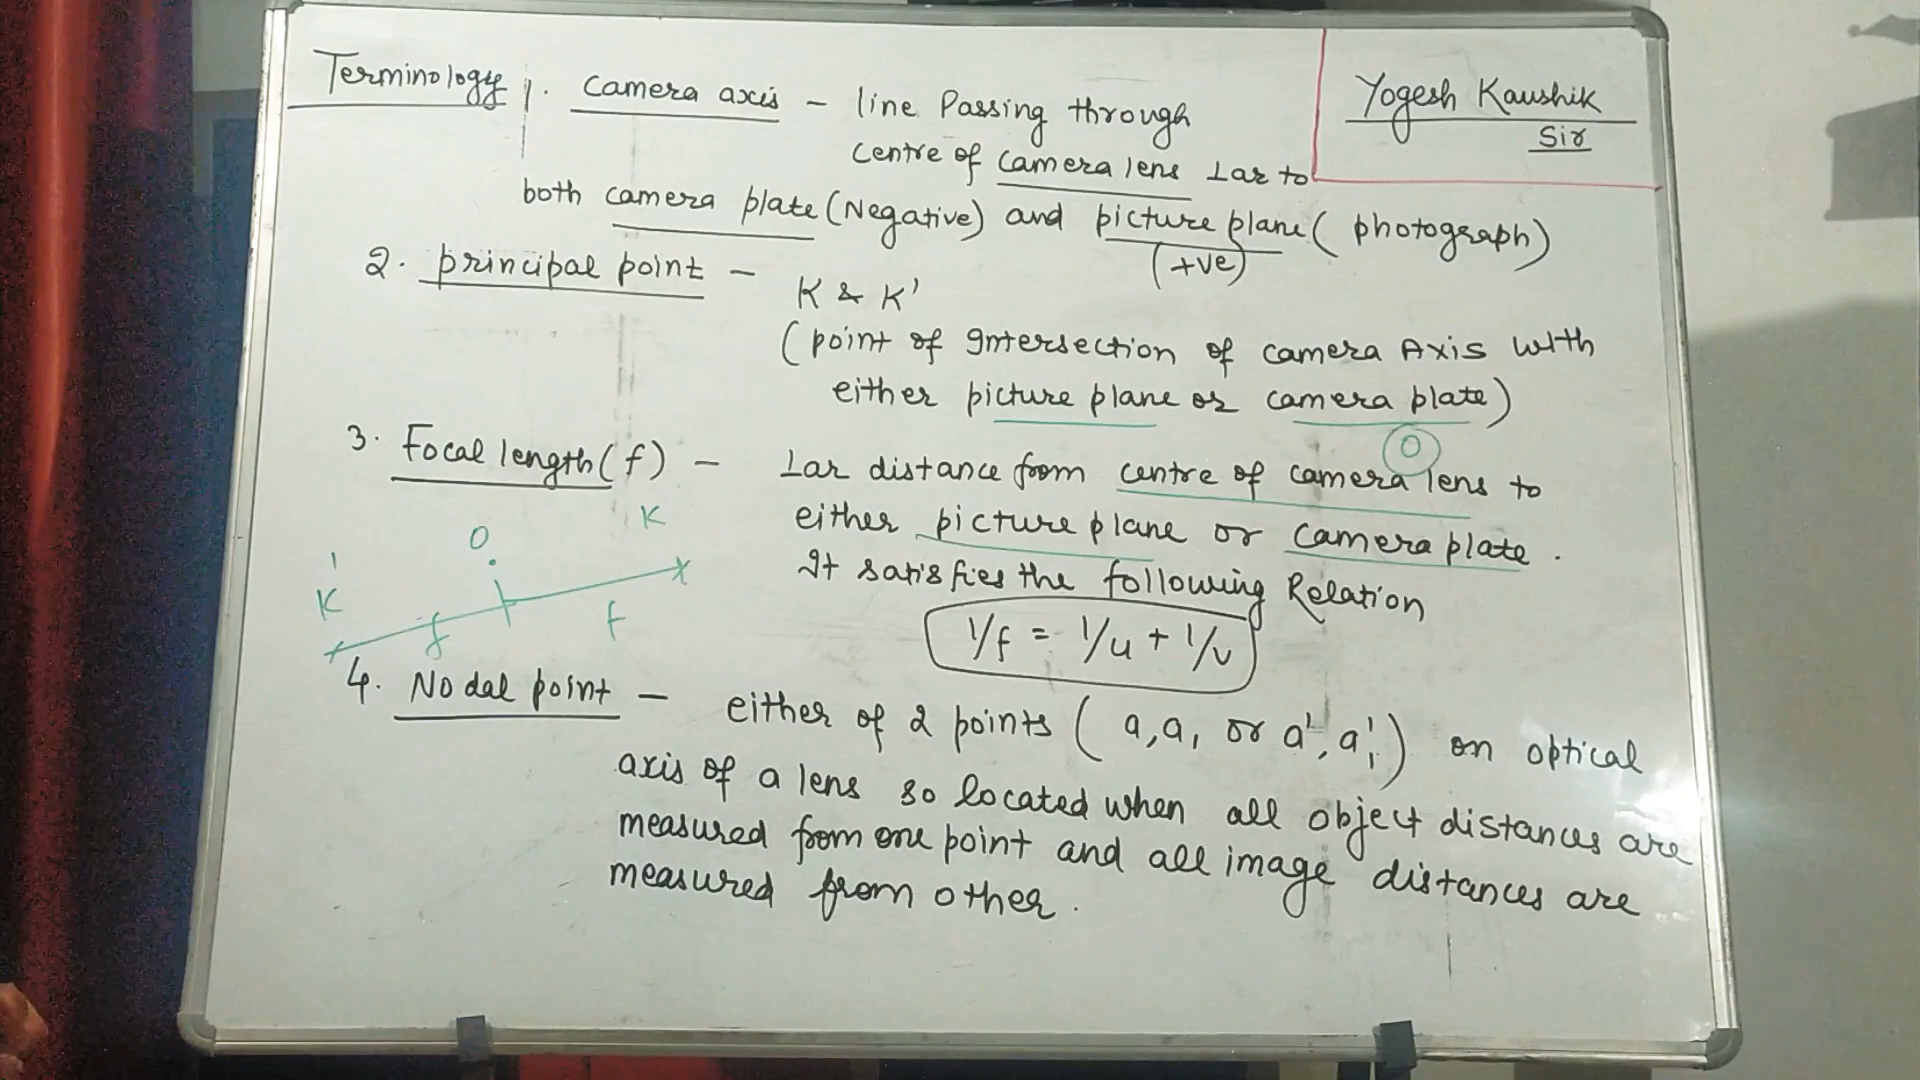 Terminology
Yogesh Kaushik
Sir
1. Camera axis - line Passing through
centre of camera lens ⊥ar to
both camera plate (Negative) and picture plane ( photograph)
(+ve)
2. principal point -
K & K'
(point of Intersection of camera Axis with
either picture plane or camera plate)
3. Focal length (f) - ⊥ar distance from centre of camera lens to
O
either picture plane or camera plate.
It satisfies the following Relation
1/f = 1/u + 1/v
K' O K
f f
4. Nodal point - either of 2 points ( a, a₁ or a', a₁') on optical
axis of a lens so located when all object distances are
measured from one point and all image distances are
measured from other.